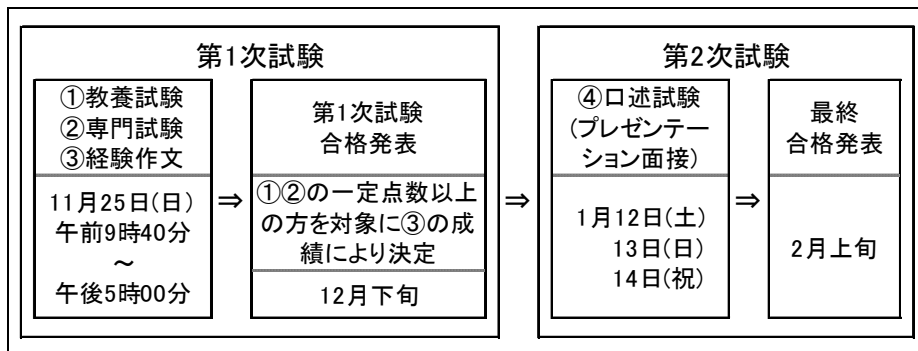 第1次試験
①教養試験
②専門試験
③経験作文
11月25日(日)
午前9時40分
～
午後5時00分
⇒
第1次試験
合格発表
①②の一定点数以上
の方を対象に③の成
績により決定
12月下旬
⇒
第2次試験
④口述試験
(プレゼンテー
ション面接)
1月12日(土)
13日(日)
14日(祝)
⇒
最終
合格発表
2月上旬